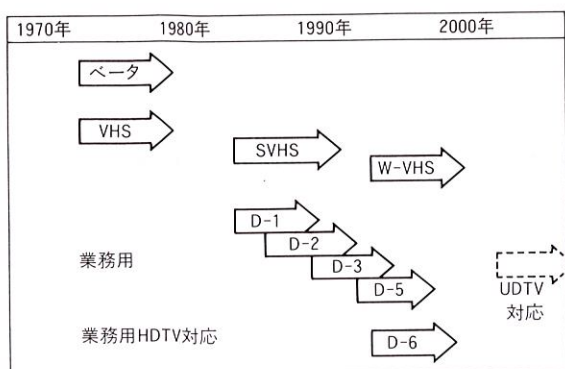 1970年 1980年 1990年 2000年
ベータ
VHS
SVHS
W-VHS
D-1
D-2
業務用
D-3
D-5
UDTV
対応
業務用HDTV対応
D-6